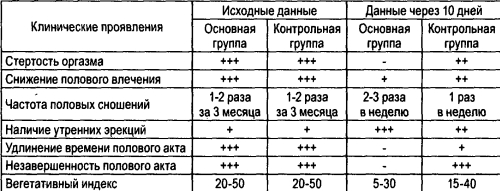 Клинические проявления Исходные данные Данные через 10 дней
Основная группа Контрольная группа Основная группа Контрольная группа
Стертость оргазма +++ +++ - ++
Снижение полового влечения +++ +++ + ++
Частота половых сношений 1-2 раза за 3 месяца 1-2 раза за 3 месяца 2-3 раза в неделю 1 раз в неделю
Наличие утренних эрекций + + +++ ++
Удлинение времени полового акта +++ +++ - +
Незавершенность полового акта +++ +++ - +++
Вегетативный индекс 20-50 20-50 5-30 15-40